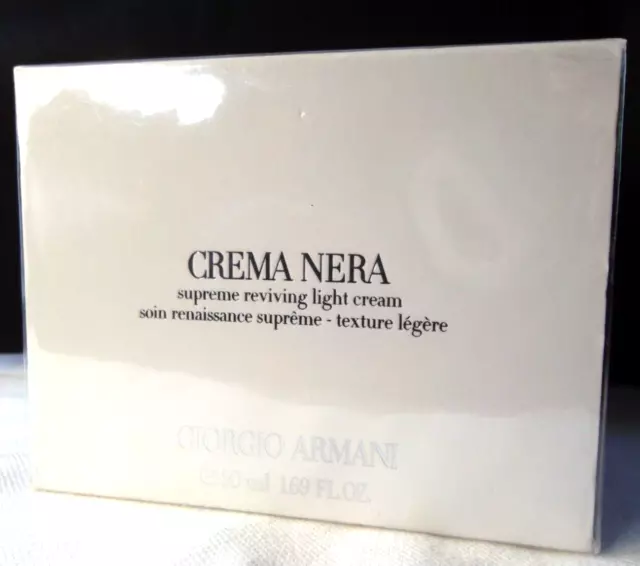 CREMA NERA
supreme reviving light cream
soin renaissance suprême - texture légère
GIORGIO ARMANI
℮ 50 ml 1.69 FL.OZ.